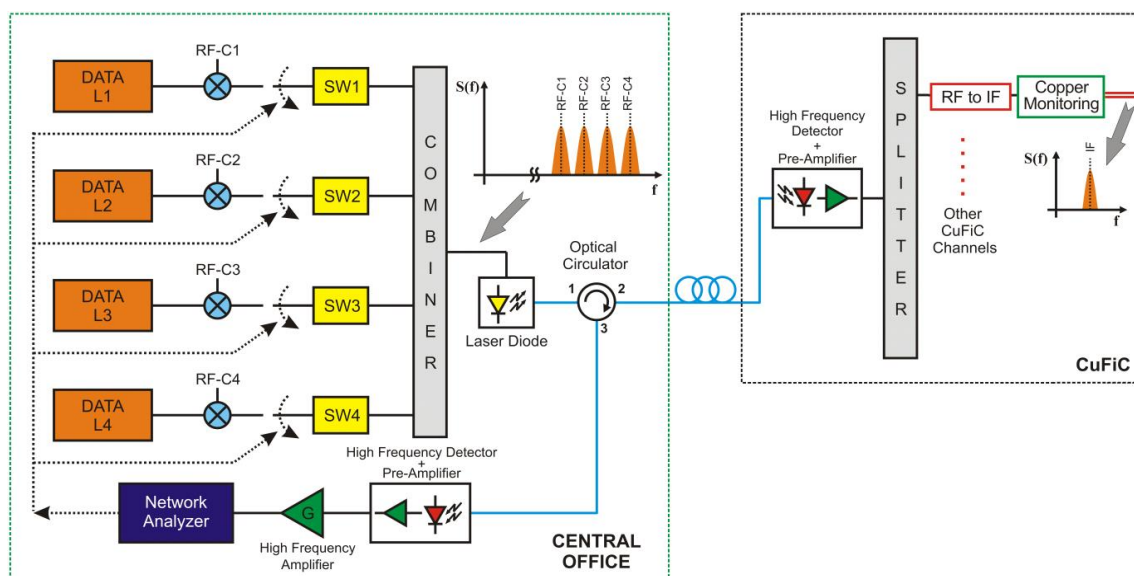 RF-C1
DATA
L1
SW1
RF-C2
DATA
L2
SW2
RF-C3
DATA
L3
SW3
RF-C4
DATA
L4
SW4
COMBINER
S(f)
RF-C1
RF-C2
RF-C3
RF-C4
f
Laser Diode
Optical
Circulator
1
2
3
High Frequency Detector
+
Pre-Amplifier
G
High Frequency
Amplifier
Network
Analyzer
CENTRAL
OFFICE
High Frequency
Detector
+
Pre-Amplifier
SPLITTER
RF to IF
Copper
Monitoring
S(f)
IF
f
Other
CuFiC
Channels
CuFiC